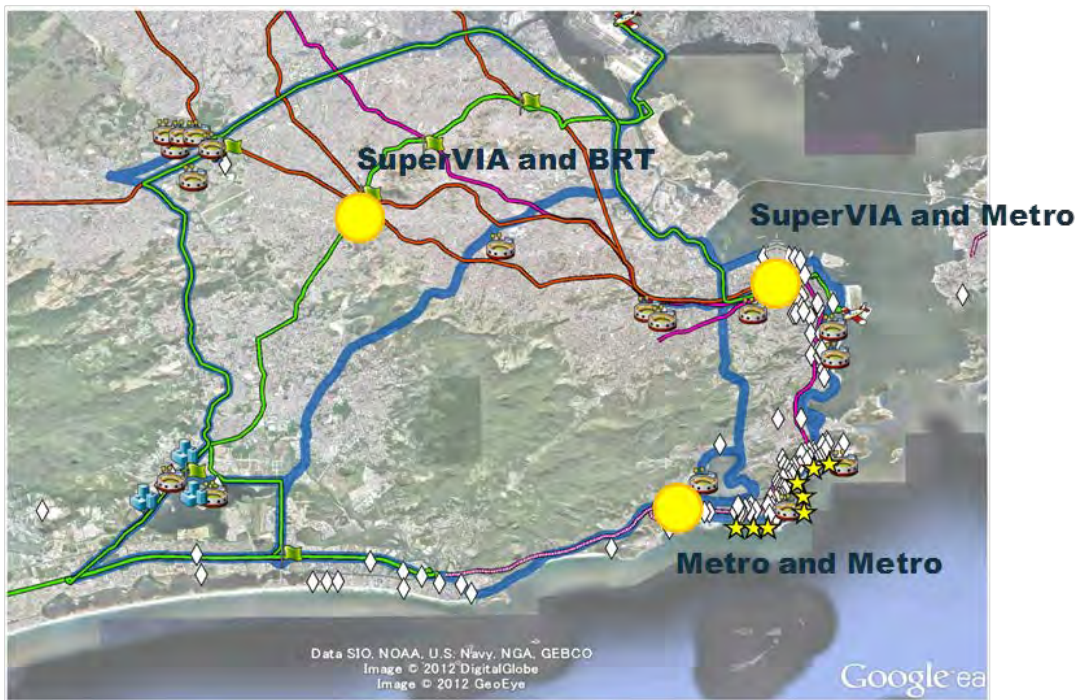 SuperVIA and BRT
SuperVIA and Metro
Metro and Metro
Data SIO, NOAA, U.S. Navy, NGA, GEBCO
Image © 2012 DigitalGlobe
Image © 2012 GeoEye
Google ea